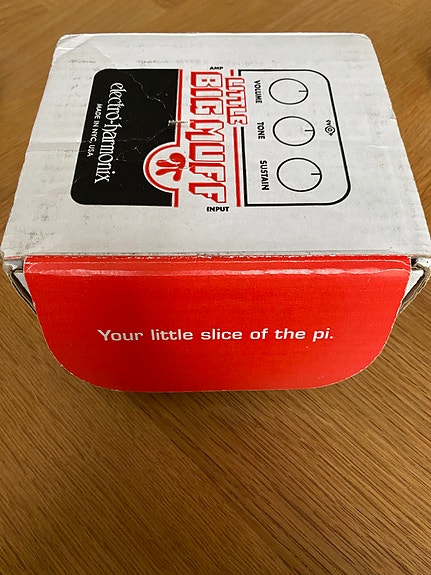 VOLUME
TONE
SUSTAIN
AMP
LITTLE
BIG MUFF
INPUT
electro-harmonix
MADE IN NYC, USA
Your little slice of the pi.